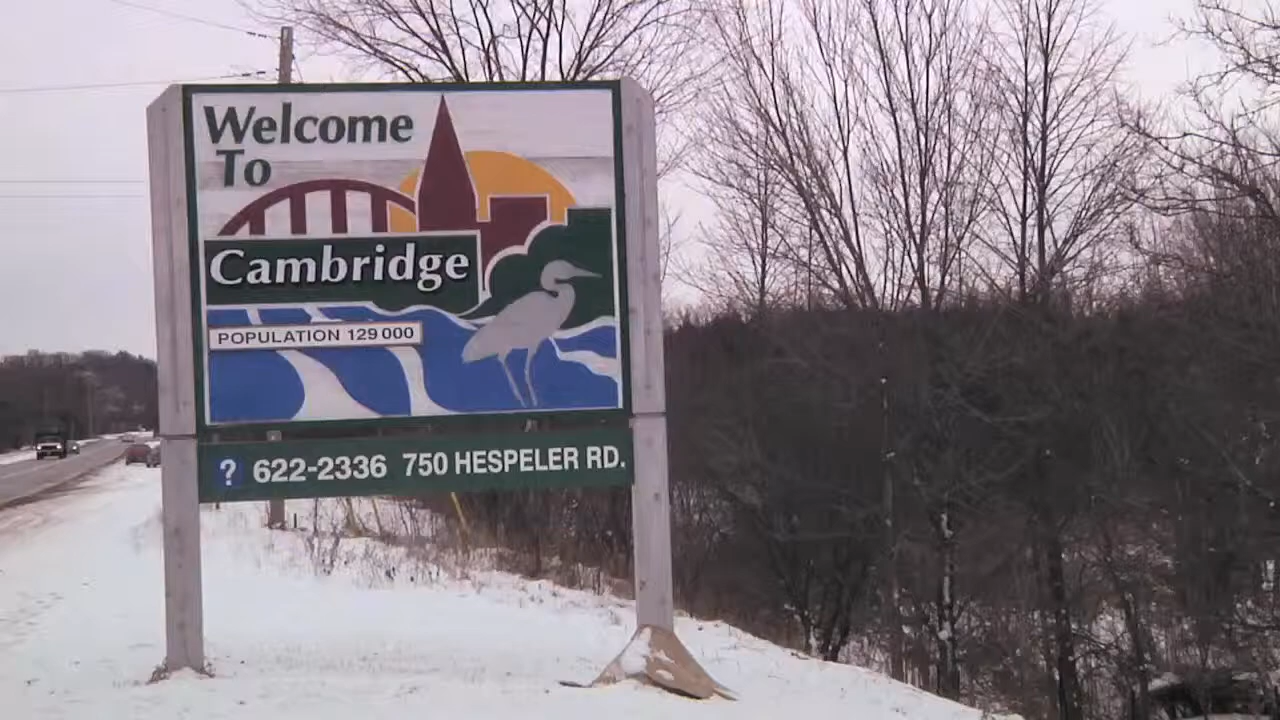 Welcome
To
Cambridge
POPULATION 129 000
? 622-2336 750 HESPELER RD.